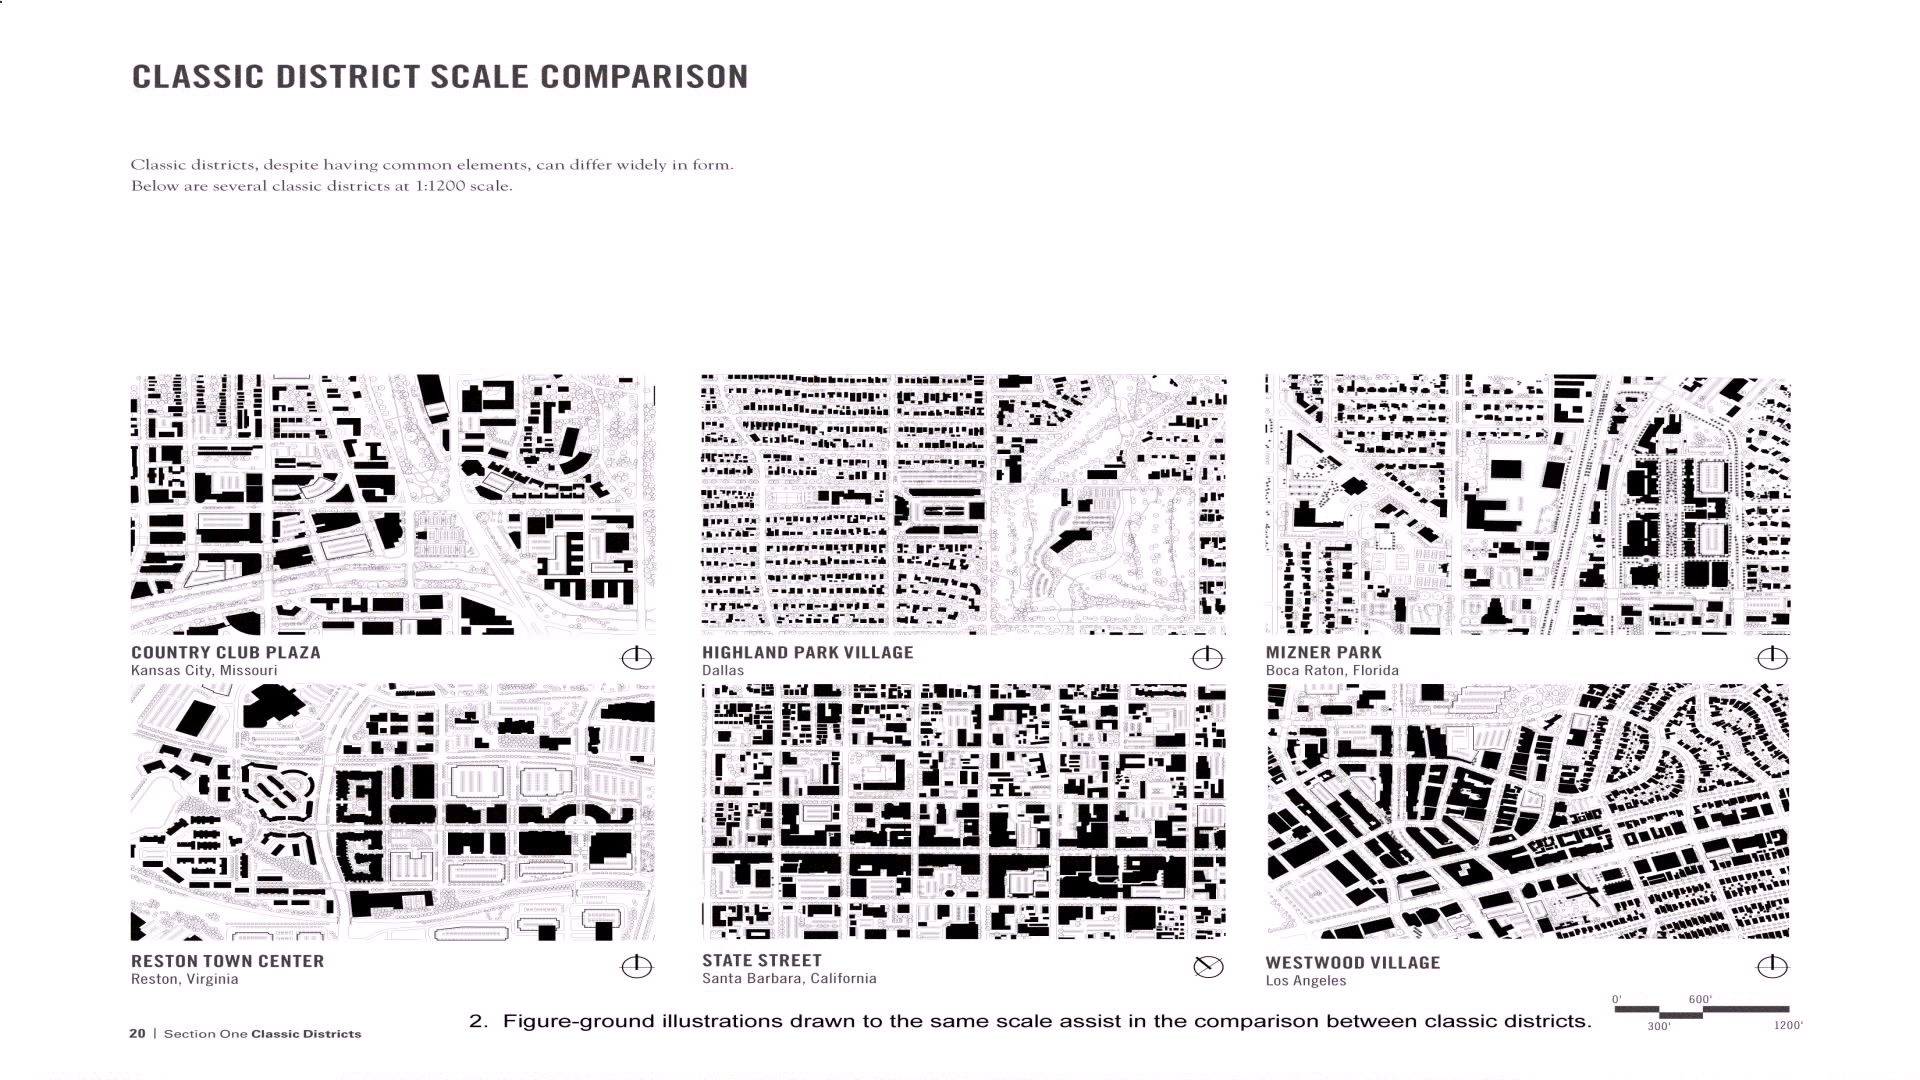 CLASSIC DISTRICT SCALE COMPARISON
Classic districts, despite having common elements, can differ widely in form.
Below are several classic districts at 1:1200 scale.
COUNTRY CLUB PLAZA
Kansas City, Missouri
HIGHLAND PARK VILLAGE
Dallas
MIZNER PARK
Boca Raton, Florida
RESTON TOWN CENTER
Reston, Virginia
STATE STREET
Santa Barbara, California
WESTWOOD VILLAGE
Los Angeles
0' 600'
300' 1200'
2. Figure-ground illustrations drawn to the same scale assist in the comparison between classic districts.
20 | Section One Classic Districts